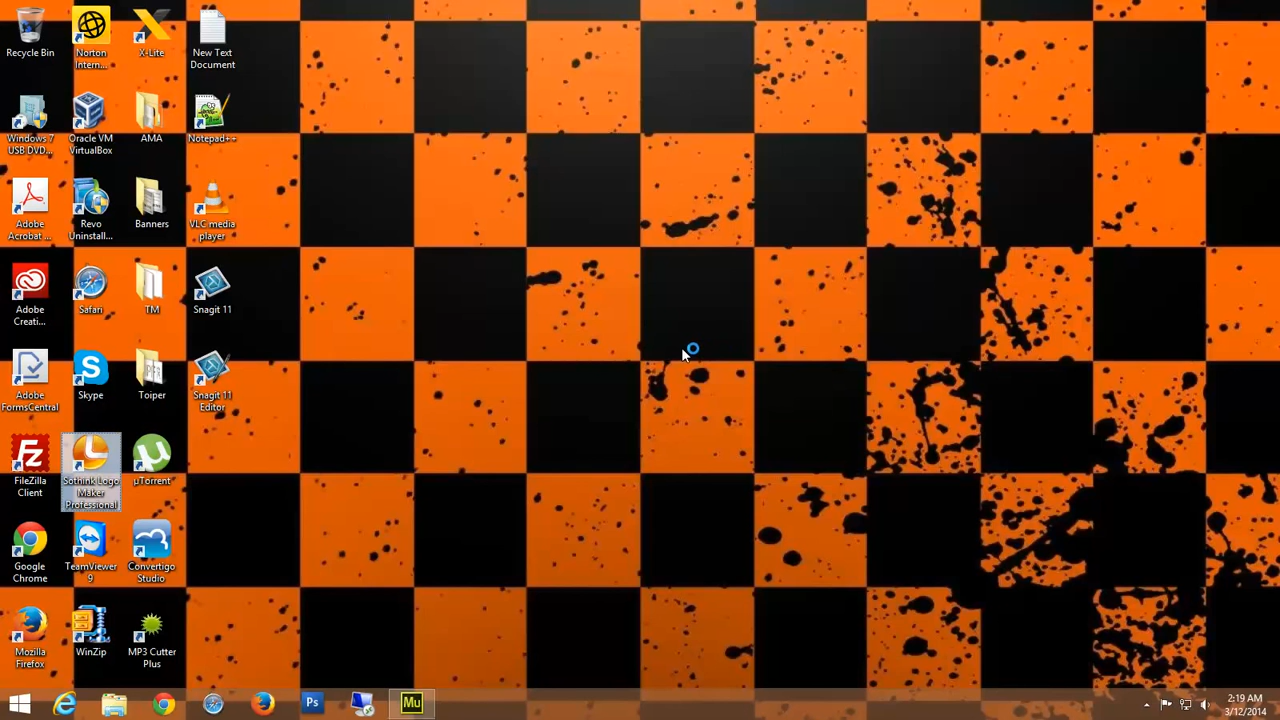 Recycle Bin
Norton
Intern...
X-Lite
New Text
Document
Windows 7
USB DVD...
Oracle VM
VirtualBox
AMA
Notepad++
Adobe
Acrobat ...
Revo
Uninstall...
Banners
VLC media
player
Adobe
Creati...
Safari
TM
Snagit 11
Adobe
FormsCentral
Skype
Toiper
Snagit 11
Editor
FileZilla
Client
Sothink Logo
Maker
Professional
µTorrent
Google
Chrome
TeamViewer
9
Convertigo
Studio
Mozilla
Firefox
WinZip
MP3 Cutter
Plus
Ps
Mu
2:19 AM
3/12/2014